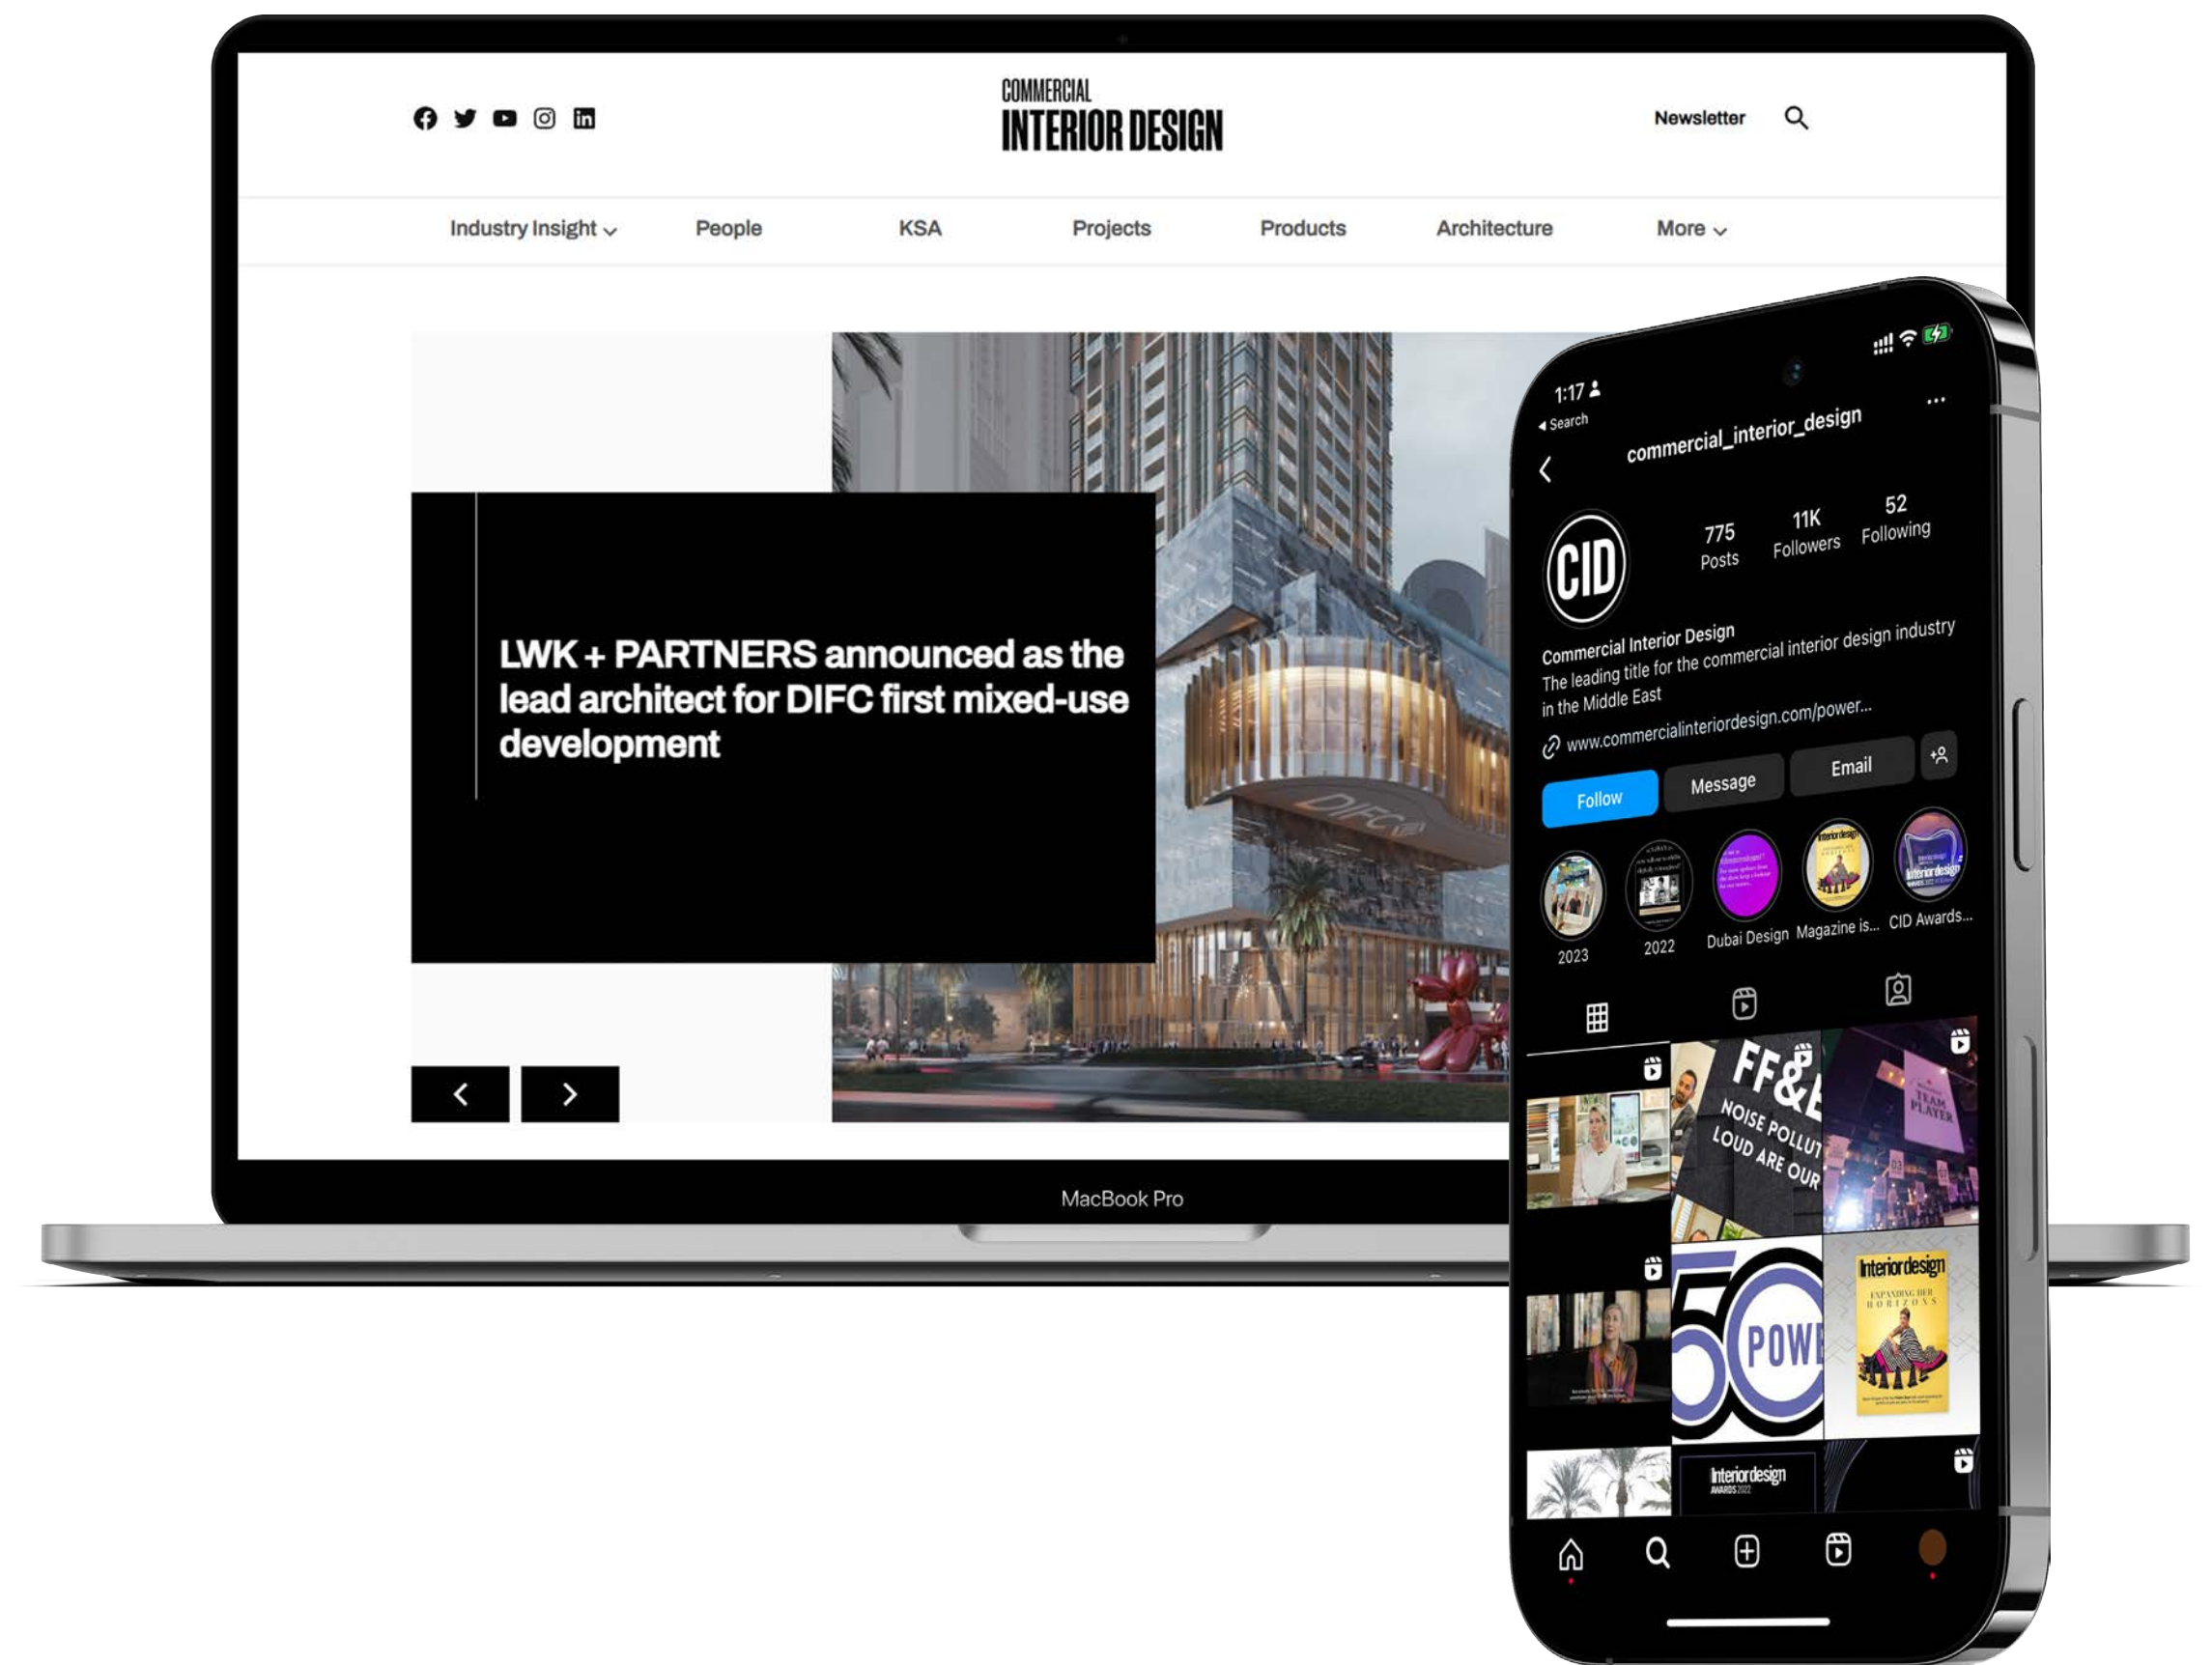 COMMERCIAL
INTERIOR DESIGN
Newsletter
Industry Insight
People
KSA
Projects
Products
Architecture
More
LWK + PARTNERS announced as the
lead architect for DIFC first mixed-use
development
DIFC
MacBook Pro
1:17
Search
commercial_interior_design
775
Posts
11K
Followers
52
Following
CID
Commercial Interior Design
The leading title for the commercial interior design industry
in the Middle East
www.commercialinteriordesign.com/power...
Follow
Message
Email
2023
2022
Dubai Design
Magazine is...
CID Awards...
FF&E
NOISE POLLUT
LOUD ARE OUR
TEAM
PLAYER
50
POWE
Interior design
EXPANDING HER
HORIZONS
Interior design
AWARDS 2022